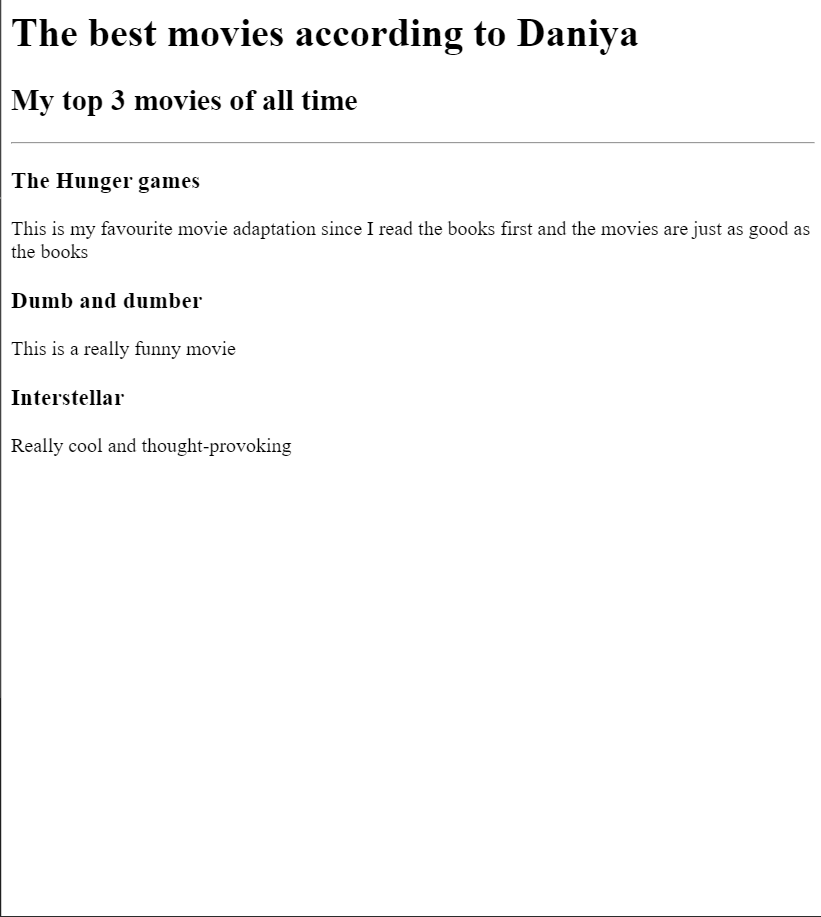 The best movies according to Daniya
My top 3 movies of all time
The Hunger games
This is my favourite movie adaptation since I read the books first and the movies are just as good as
the books
Dumb and dumber
This is a really funny movie
Interstellar
Really cool and thought-provoking